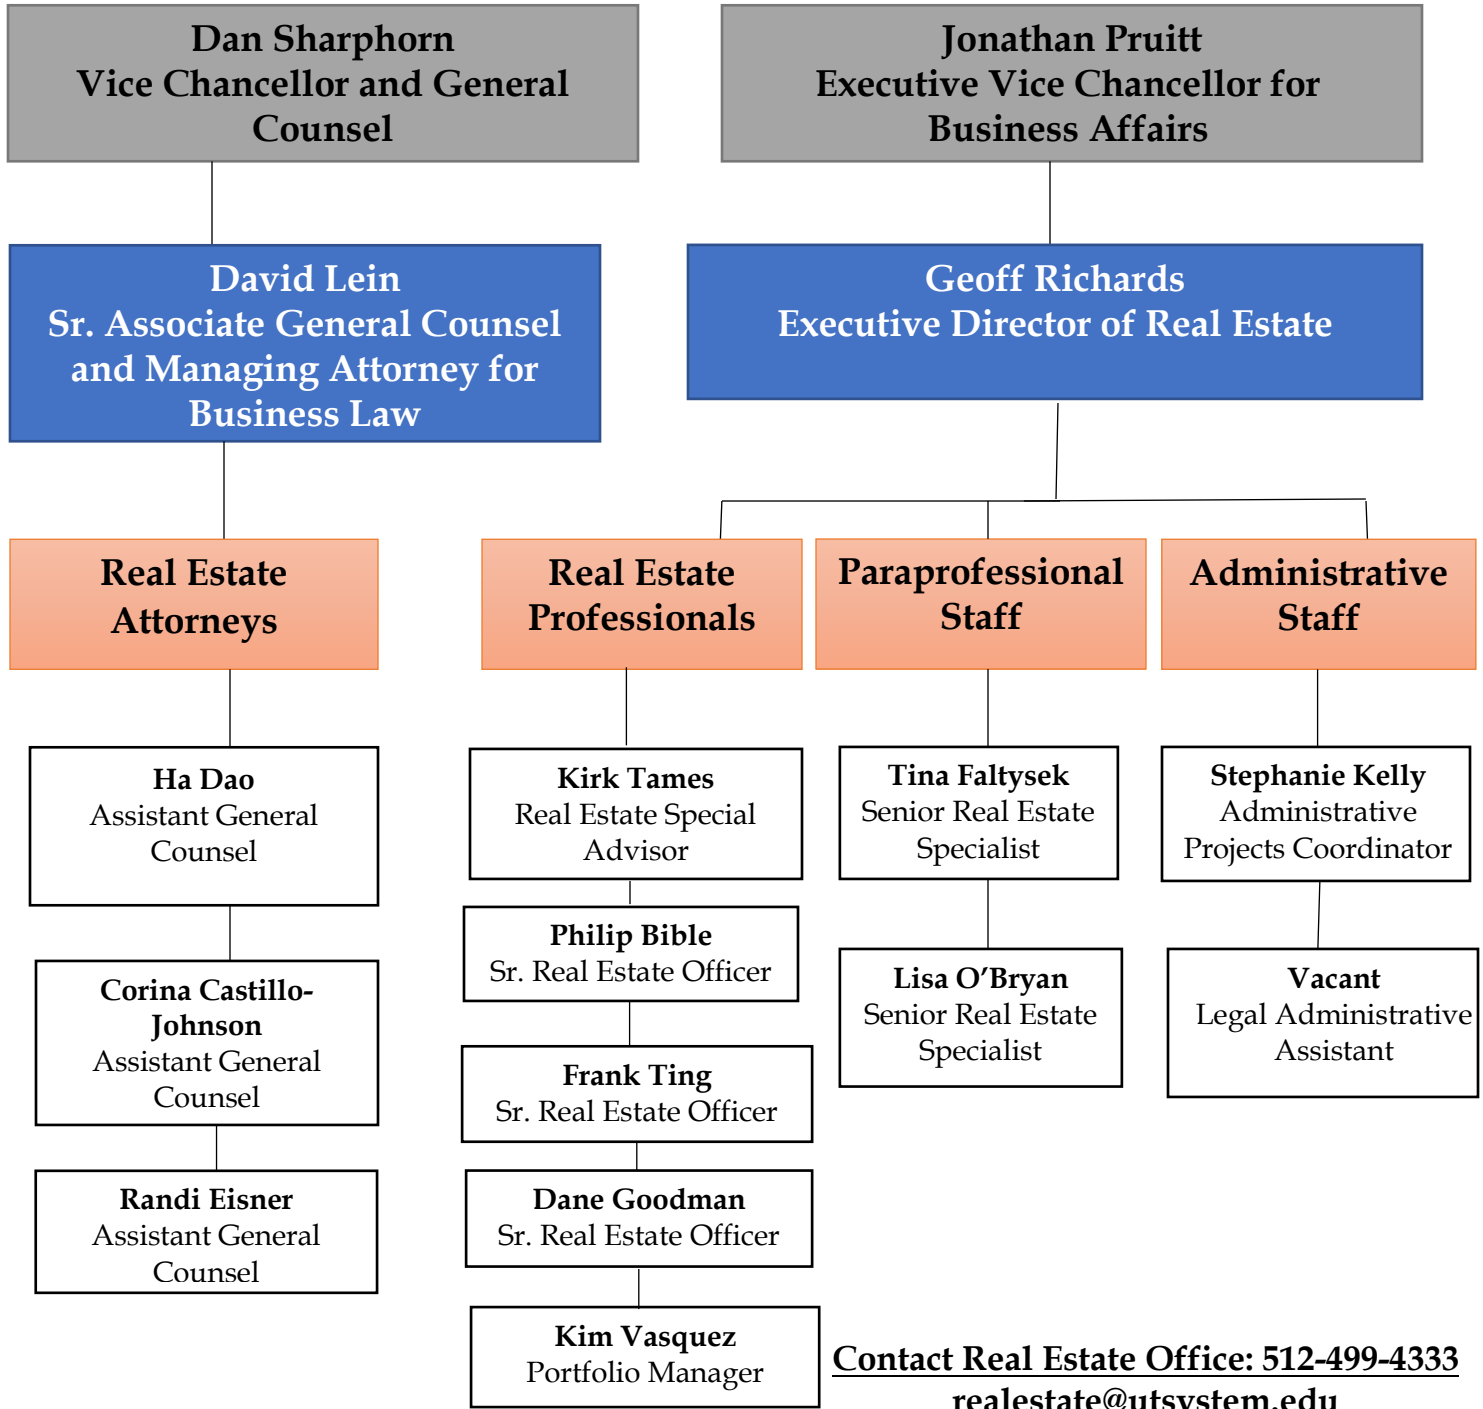 Dan Sharphorn
Vice Chancellor and General
Counsel
Jonathan Pruitt
Executive Vice Chancellor for
Business Affairs
David Lein
Sr. Associate General Counsel
and Managing Attorney for
Business Law
Geoff Richards
Executive Director of Real Estate
Real Estate
Attorneys
Real Estate
Professionals
Paraprofessional
Staff
Administrative
Staff
Ha Dao
Assistant General
Counsel
Corina Castillo-
Johnson
Assistant General
Counsel
Randi Eisner
Assistant General
Counsel
Kirk Tames
Real Estate Special
Advisor
Philip Bible
Sr. Real Estate Officer
Frank Ting
Sr. Real Estate Officer
Dane Goodman
Sr. Real Estate Officer
Kim Vasquez
Portfolio Manager
Tina Faltysek
Senior Real Estate
Specialist
Lisa O’Bryan
Senior Real Estate
Specialist
Stephanie Kelly
Administrative
Projects Coordinator
Vacant
Legal Administrative
Assistant
Contact Real Estate Office: 512-499-4333
realestate@utsystem.edu